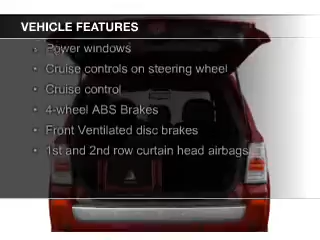 VEHICLE FEATURES
• Power windows
• Cruise controls on steering wheel
• Cruise control
• 4-wheel ABS Brakes
• Front Ventilated disc brakes
• 1st and 2nd row curtain head airbags